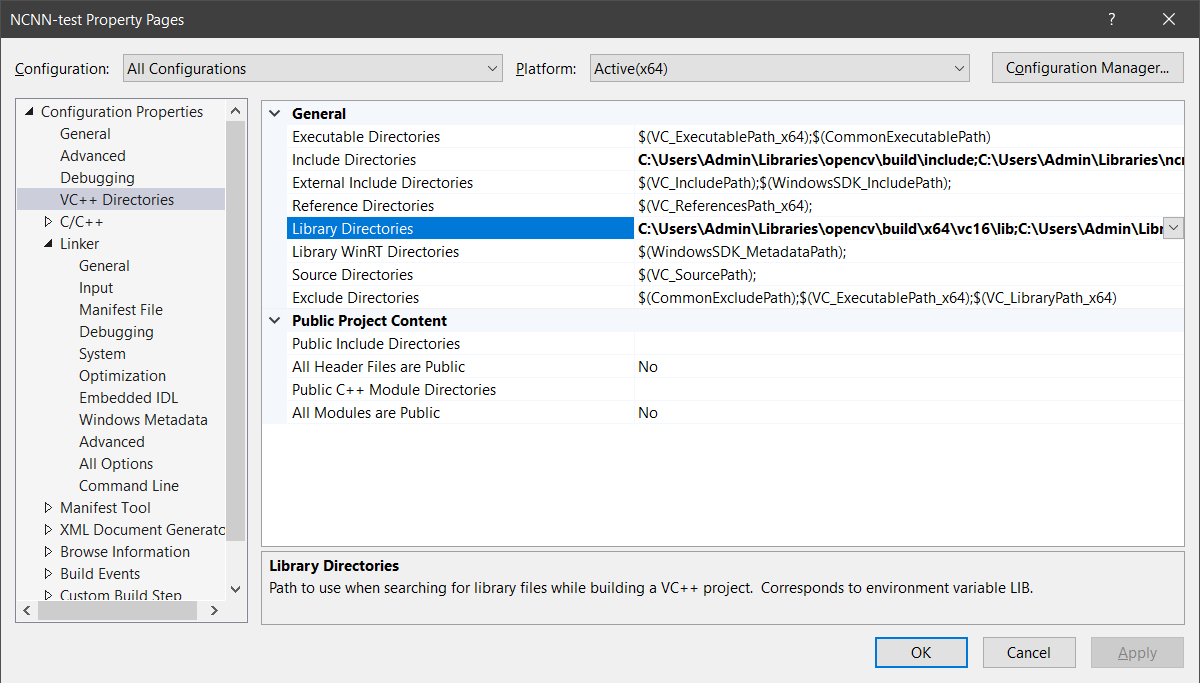 NCNN-test Property Pages
Configuration: All Configurations Platform: Active(x64) Configuration Manager...
Configuration Properties
General
Advanced
Debugging
VC++ Directories
C/C++
Linker
General
Input
Manifest File
Debugging
System
Optimization
Embedded IDL
Windows Metadata
Advanced
All Options
Command Line
Manifest Tool
XML Document Generato
Browse Information
Build Events
Custom Build Step
General
Executable Directories $(VC_ExecutablePath_x64);$(CommonExecutablePath)
Include Directories C:\Users\Admin\Libraries\opencv\build\include;C:\Users\Admin\Libraries\ncn
External Include Directories $(VC_IncludePath);$(WindowsSDK_IncludePath);
Reference Directories $(VC_ReferencesPath_x64);
Library Directories C:\Users\Admin\Libraries\opencv\build\x64\vc16\lib;C:\Users\Admin\Libr
Library WinRT Directories $(WindowsSDK_MetadataPath);
Source Directories $(VC_SourcePath);
Exclude Directories $(CommonExcludePath);$(VC_ExecutablePath_x64);$(VC_LibraryPath_x64)
Public Project Content
Public Include Directories
All Header Files are Public No
Public C++ Module Directories
All Modules are Public No
Library Directories
Path to use when searching for library files while building a VC++ project.  Corresponds to environment variable LIB.
OK Cancel Apply